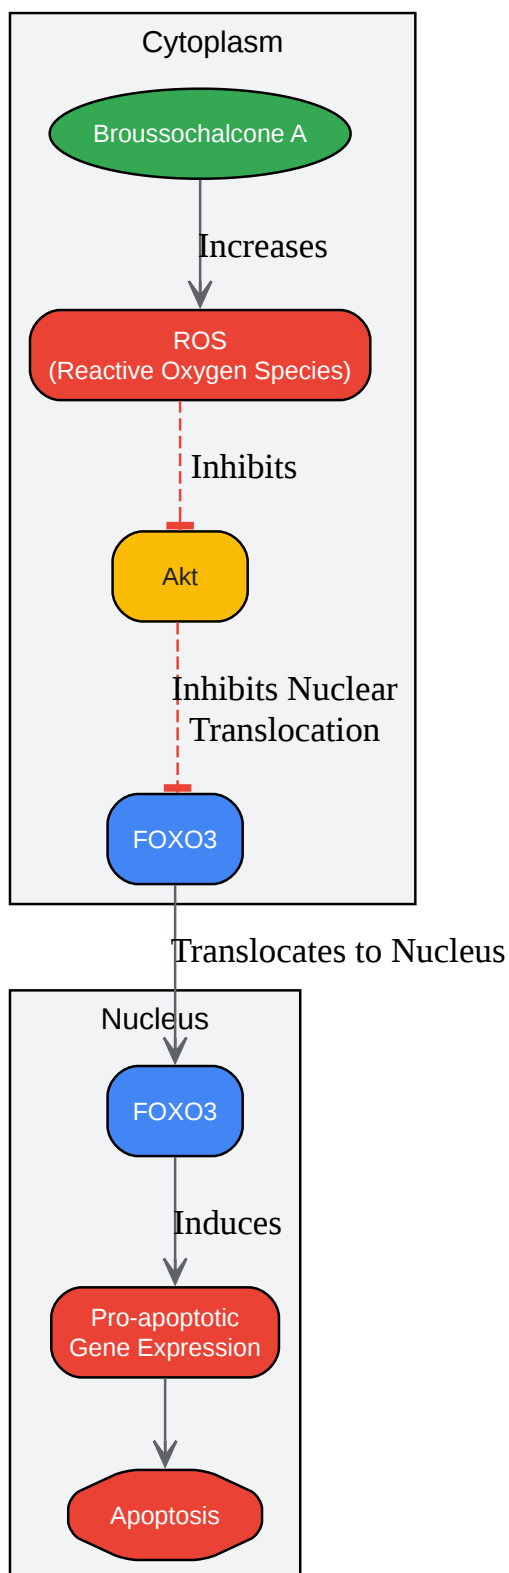 Cytoplasm
Broussochalcone A
Increases
ROS
(Reactive Oxygen Species)
Inhibits
Akt
Inhibits Nuclear
Translocation
FOXO3
Translocates to Nucleus
Nucleus
FOXO3
Induces
Pro-apoptotic
Gene Expression
Apoptosis